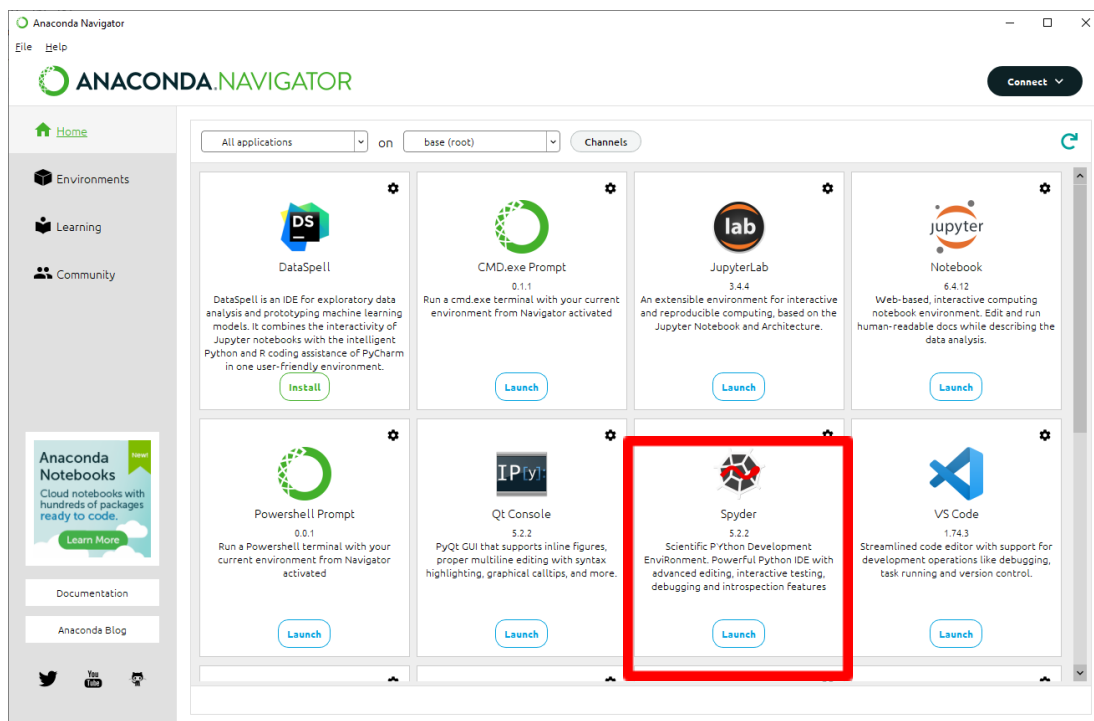 Anaconda Navigator
File Help
ANACONDA.NAVIGATOR
Connect
Home
Environments
Learning
Community
All applications on base (root) Channels
DS
DataSpell
DataSpell is an IDE for exploratory data
analysis and prototyping machine learning
models. It combines the interactivity of
Jupyter notebooks with the intelligent
Python and R coding assistance of PyCharm
in one user-friendly environment.
Install
CMD.exe Prompt
0.1.1
Run a cmd.exe terminal with your current
environment from Navigator activated
Launch
lab
JupyterLab
3.4.4
An extensible environment for interactive
and reproducible computing, based on the
Jupyter Notebook and Architecture.
Launch
jupyter
Notebook
6.4.12
Web-based, interactive computing
notebook environment. Edit and run
human-readable docs while describing the
data analysis.
Launch
Powershell Prompt
0.0.1
Run a Powershell terminal with your
current environment from Navigator
activated
Launch
IP[y]:
Qt Console
5.2.2
PyQt GUI that supports inline figures,
proper multiline editing with syntax
highlighting, graphical calltips, and more.
Launch
Spyder
5.2.2
Scientific PYthon Development
EnviRonment. Powerful Python IDE with
advanced editing, interactive testing,
debugging and introspection features
Launch
VS Code
1.74.3
Streamlined code editor with support for
development operations like debugging,
task running and version control.
Launch
New!
Anaconda
Notebooks
Cloud notebooks with
hundreds of packages
ready to code.
Learn More
Documentation
Anaconda Blog
You
Tube